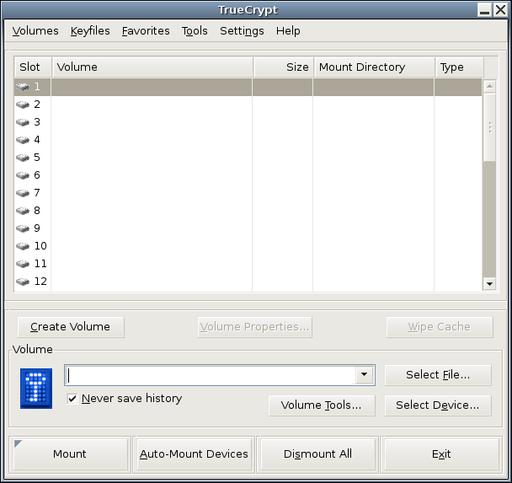 TrueCrypt
Volumes Keyfiles Favorites Tools Settings Help
Slot Volume Size Mount Directory Type
1
2
3
4
5
6
7
8
9
10
11
12
Create Volume Volume Properties... Wipe Cache
Volume
Select File...
Never save history
Volume Tools... Select Device...
Mount Auto-Mount Devices Dismount All Exit